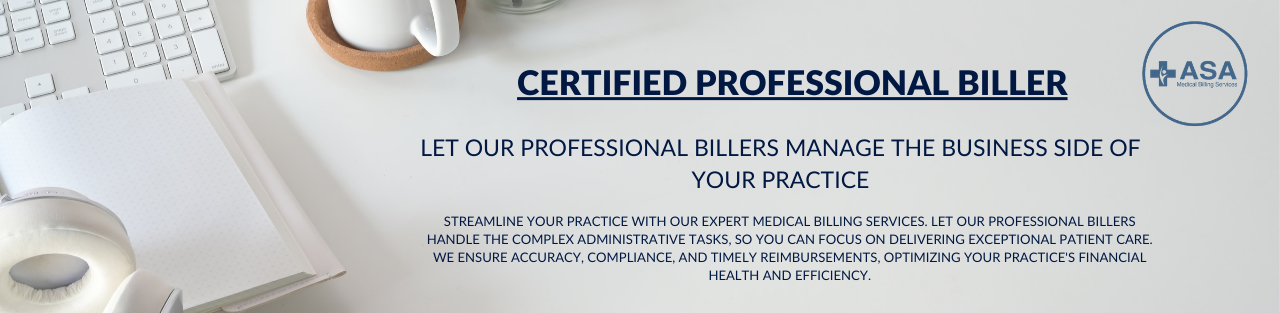 CERTIFIED PROFESSIONAL BILLER
ASA
Medical Billing Services
LET OUR PROFESSIONAL BILLERS MANAGE THE BUSINESS SIDE OF
YOUR PRACTICE
STREAMLINE YOUR PRACTICE WITH OUR EXPERT MEDICAL BILLING SERVICES. LET OUR PROFESSIONAL BILLERS
HANDLE THE COMPLEX ADMINISTRATIVE TASKS, SO YOU CAN FOCUS ON DELIVERING EXCEPTIONAL PATIENT CARE.
WE ENSURE ACCURACY, COMPLIANCE, AND TIMELY REIMBURSEMENTS, OPTIMIZING YOUR PRACTICE'S FINANCIAL
HEALTH AND EFFICIENCY.